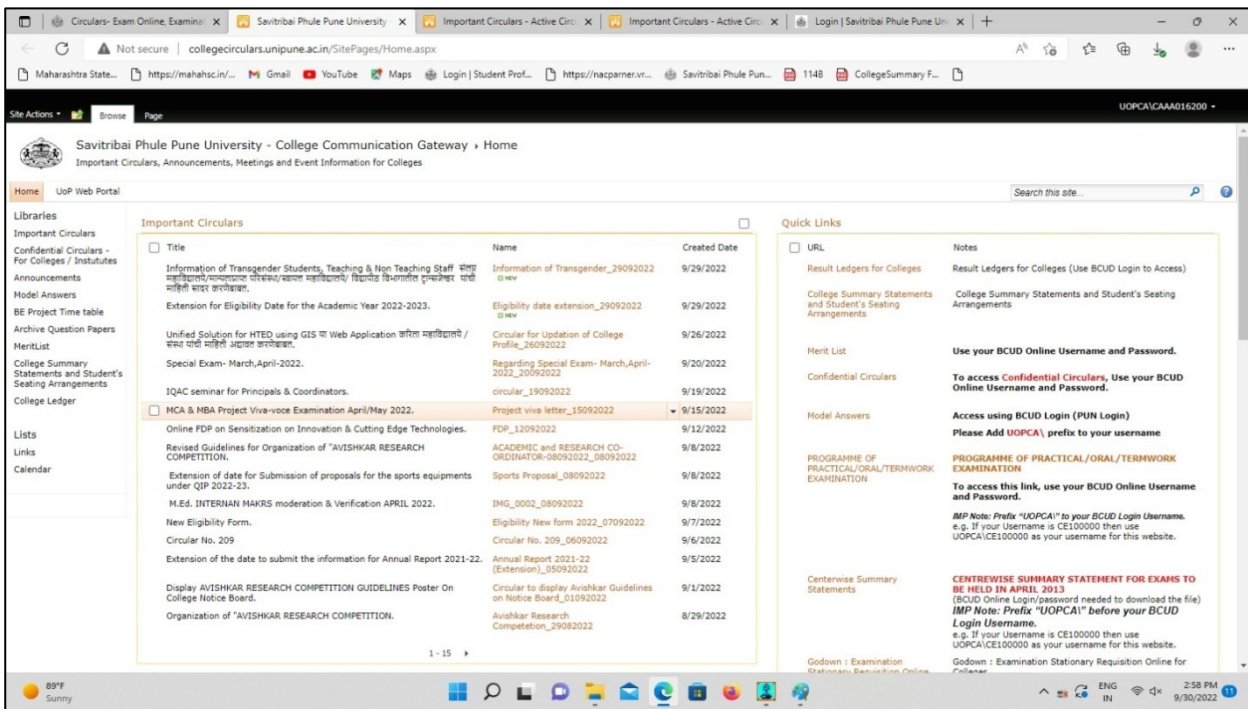 Circulars- Exam Online, Examinat
Savitribai Phule Pune University
Important Circulars - Active Circ
Important Circulars - Active Circ
Login | Savitribai Phule Pune Uni
Not secure | collegecirculars.unipune.ac.in/SitePages/Home.aspx
Maharashtra State... https://mahahsc.in/... Gmail YouTube Maps Login | Student Prof... https://nacparner.vr... Savitribai Phule Pun... 1148 CollegeSummary F...
Site Actions Browse Page UOPCA\CAAA016200
Savitribai Phule Pune University - College Communication Gateway › Home
Important Circulars, Announcements, Meetings and Event Information for Colleges
Home UoP Web Portal Search this site...
Libraries
Important Circulars
Confidential Circulars -
For Colleges / Instututes
Announcements
Model Answers
BE Project Time table
Archive Question Papers
MeritList
College Summary
Statements and Student's
Seating Arrangements
College Ledger
Lists
Links
Calendar
Important Circulars
Title Name Created Date
Information of Transgender Students, Teaching & Non Teaching Staff संलग्न
महाविद्यालये/मान्यताप्राप्त परिसंस्था/स्वायत्त महाविद्यालये/ विद्यापीठ विभागातील ट्रान्सजेन्डर यांची
माहिती सादर करणेबाबत.
Information of Transgender_29092022
NEW
9/29/2022
Extension for Eligibility Date for the Academic Year 2022-2023.
Eligibility date extension_29092022
NEW
9/29/2022
Unified Solution for HTED using GIS या Web Application करिता महाविद्यालये /
संस्था यांची माहिती अद्यावत करणेबाबत.
Circular for Updation of College
Profile_26092022
9/26/2022
Special Exam- March,April-2022.
Regarding Special Exam- March,April-
2022_20092022
9/20/2022
IQAC seminar for Principals & Coordinators. circular_19092022 9/19/2022
MCA & MBA Project Viva-voce Examination April/May 2022. Project viva letter_15092022 9/15/2022
Online FDP on Sensitization on Innovation & Cutting Edge Technologies. FDP_12092022 9/12/2022
Revised Guidelines for Organization of "AVISHKAR RESEARCH
COMPETITION.
ACADEMIC and RESEARCH CO-
ORDINATOR-08092022_08092022
9/8/2022
Extension of date for Submission of proposals for the sports equipments
under QIP 2022-23.
Sports Proposal_08092022
9/8/2022
M.Ed. INTERNAN MAKRS moderation & Verification APRIL 2022. IMG_0002_08092022 9/8/2022
New Eligibility Form. Eligibility New form 2022_07092022 9/7/2022
Circular No. 209 Circular No. 209_06092022 9/6/2022
Extension of the date to submit the information for Annual Report 2021-22.
Annual Report 2021-22
(Extension)_05092022
9/5/2022
Display AVISHKAR RESEARCH COMPETITION GUIDELINES Poster On
College Notice Board.
Circular to display Avishkar Guidelines
on Notice Board_01092022
9/1/2022
Organization of "AVISHKAR RESEARCH COMPETITION.
Avishkar Research
Competetion_29082022
8/29/2022
1 - 15
Quick Links
URL Notes
Result Ledgers for Colleges Result Ledgers for Colleges (Use BCUD Login to Access)
College Summary Statements
and Student's Seating
Arrangements
College Summary Statements and Student's Seating
Arrangements
Merit List Use your BCUD Online Username and Password.
Confidential Circulars
To access Confidential Circulars, Use your BCUD
Online Username and Password.
Model Answers Access using BCUD Login (PUN Login)
Please Add UOPCA\ prefix to your username
PROGRAMME OF
PRACTICAL/ORAL/TERMWORK
EXAMINATION
PROGRAMME OF PRACTICAL/ORAL/TERMWORK
EXAMINATION
To access this link, use your BCUD Online Username
and Password.
IMP Note: Prefix "UOPCA\" to your BCUD Login Username.
e.g. If your Username is CE100000 then use
UOPCA\CE100000 as your username for this website.
Centerwise Summary
Statements
CENTREWISE SUMMARY STATEMENT FOR EXAMS TO
BE HELD IN APRIL 2013
(BCUD Online Login/password needed to download the file)
IMP Note: Prefix "UOPCA\" before your BCUD
Login Username.
e.g. If your Username is CE100000 then use
UOPCA\CE100000 as your username for this website.
Godown : Examination
Stationary Requisition Online
Godown : Examination Stationary Requisition Online for
Colleges
89°F
Sunny
ENG
IN
2:58 PM
9/30/2022
11